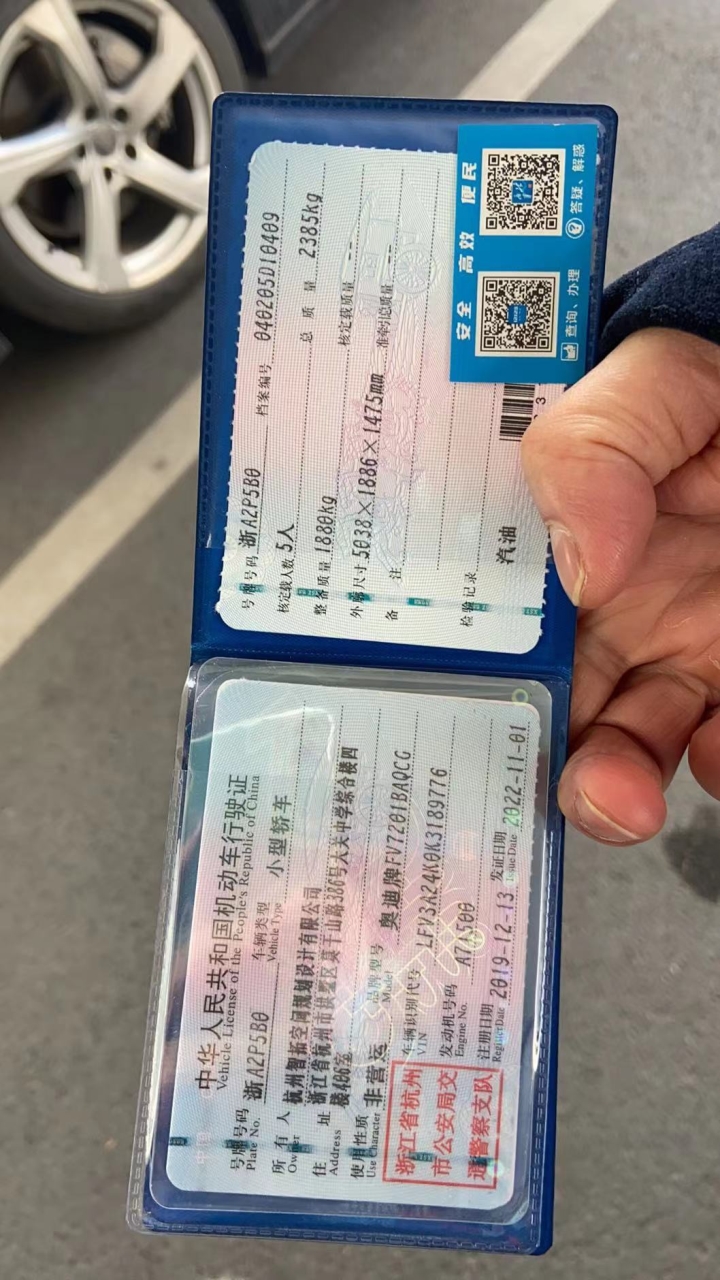 中华人民共和国机动车行驶证
Vehicle License of the People's Republic of China
号牌号码 浙A2P5B0 车辆类型 小型轿车
Plate No. Vehicle Type
所有人 杭州智拓空间规划设计有限公司
Owner
住址 浙江省杭州市拱墅区莫干山路386号大关中学综合楼四
Address 楼406室
使用性质 非营运 品牌型号 奥迪牌FV7201BAQCG
Use Character Model
浙江省杭州
市公安局交
通警察支队
车辆识别代号 LFV3A24K0K3189776
VIN
发动机号码
Engine No.
注册日期 2019-12-13 发证日期 2022-11-01
Register Date Issue Date
号牌号码 浙A2P5B0 档案编号 040205D10409
核定载人数 5人 总质量 2385kg
整备质量 1880kg 核定载质量
外廓尺寸 5038×1886×1475mm 准牵引总质量
备注
检验记录
汽油
3
安全 高效 便民
查询、办理
答疑、解惑